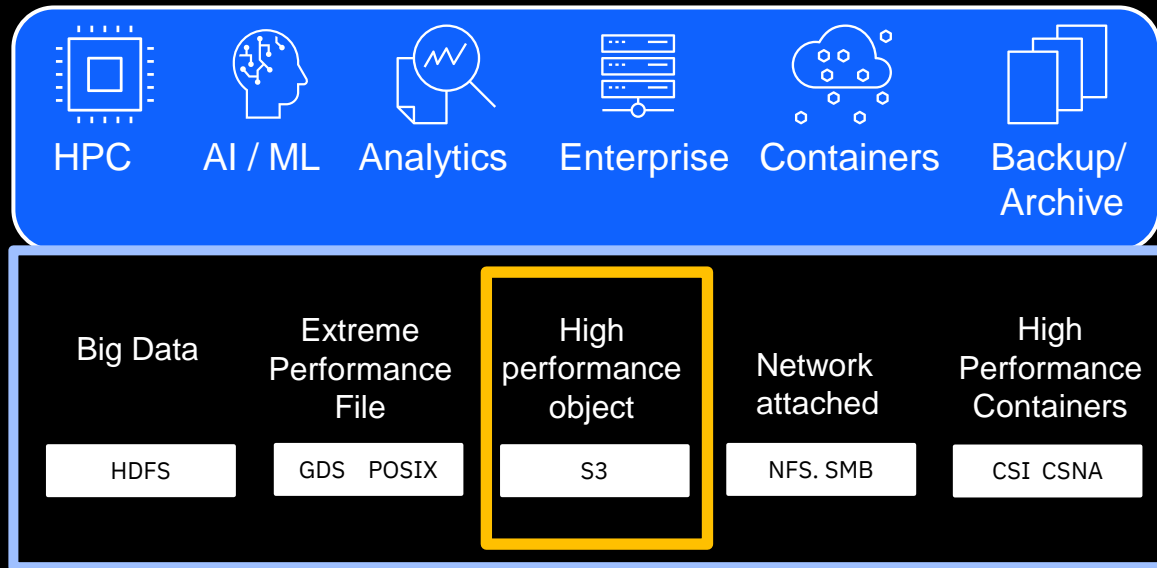 HPC
AI / ML
Analytics
Enterprise
Containers
Backup/
Archive
Big Data
HDFS
Extreme
Performance
File
GDS POSIX
High
performance
object
S3
Network
attached
NFS. SMB
High
Performance
Containers
CSI CSNA